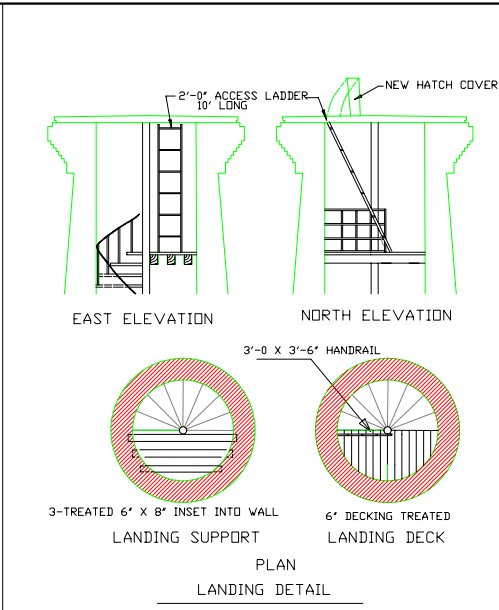 2'-0" ACCESS LADDER
10' LONG
NEW HATCH COVER
EAST ELEVATION
NORTH ELEVATION
3'-0 X 3'-6" HANDRAIL
3-TREATED 6" X 8" INSET INTO WALL
6" DECKING TREATED
LANDING SUPPORT
LANDING DECK
PLAN
LANDING DETAIL